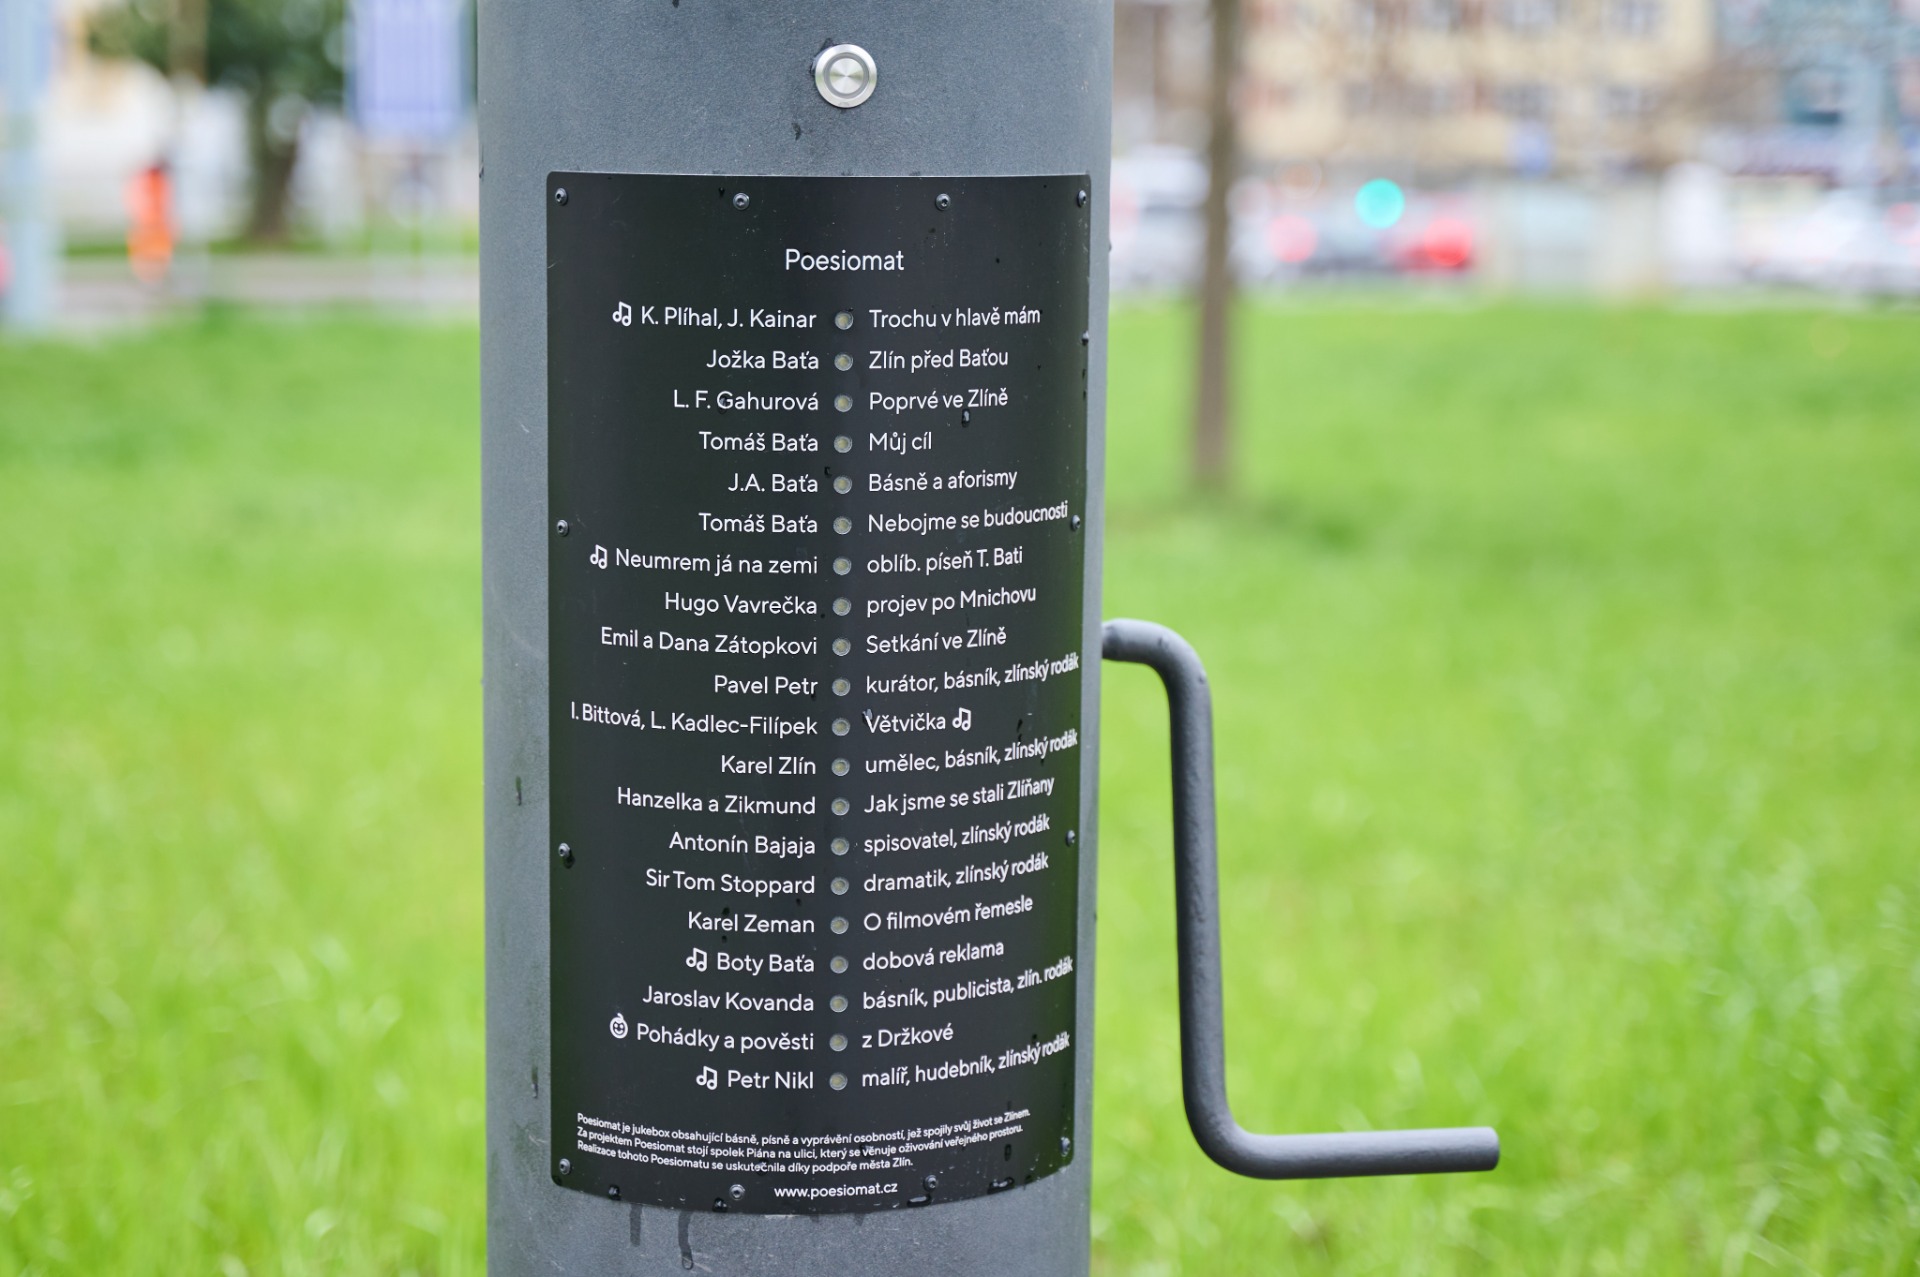 Poesiomat
K. Plíhal, J. Kainar Trochu v hlavě mám
Jožka Baťa Zlín před Baťou
L. F. Gahurová Poprvé ve Zlíně
Tomáš Baťa Můj cíl
J.A. Baťa Básně a aforismy
Tomáš Baťa Nebojme se budoucnosti
Neumrem já na zemi oblíb. píseň T. Bati
Hugo Vavrečka projev po Mnichovu
Emil a Dana Zátopkovi Setkání ve Zlíně
Pavel Petr kurátor, básník, zlínský rodák
I. Bittová, L. Kadlec-Filípek Větvička
Karel Zlín umělec, básník, zlínský rodák
Hanzelka a Zikmund Jak jsme se stali Zlíňany
Antonín Bajaja spisovatel, zlínský rodák
Sir Tom Stoppard dramatik, zlínský rodák
Karel Zeman O filmovém řemesle
Boty Baťa dobová reklama
Jaroslav Kovanda básník, publicista, zlín. rodák
Pohádky a pověsti z Držkové
Petr Nikl malíř, hudebník, zlínský rodák
Poesiomat je jukebox obsahující básně, písně a vyprávění osobností, jež spojily svůj život se Zlínem.
Za projektem Poesiomat stojí spolek Piána na ulici, který se věnuje oživování veřejného prostoru.
Realizace tohoto Poesiomatu se uskutečnila díky podpoře města Zlín.
www.poesiomat.cz